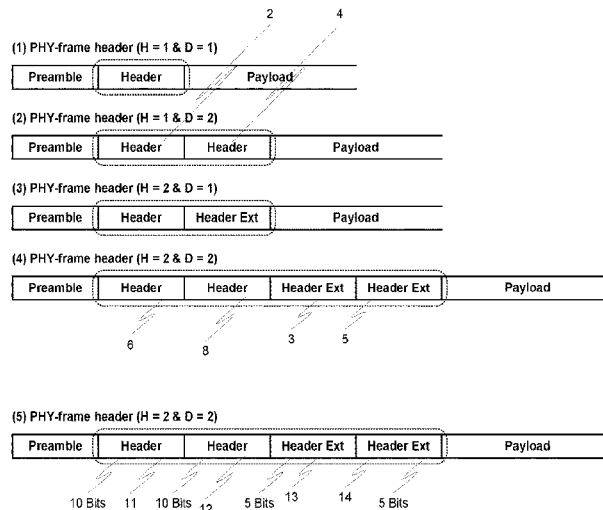 2 4
(1) PHY-frame header (H = 1 & D = 1)
Preamble Header Payload
(2) PHY-frame header (H = 1 & D = 2)
Preamble Header Header Payload
(3) PHY-frame header (H = 2 & D = 1)
Preamble Header Header Ext Payload
(4) PHY-frame header (H = 2 & D = 2)
Preamble Header Header Header Ext Header Ext Payload
6 8 3 5
(5) PHY-frame header (H = 2 & D = 2)
Preamble Header Header Header Ext Header Ext Payload
10 Bits 11 10 Bits 12 5 Bits 13 14 5 Bits